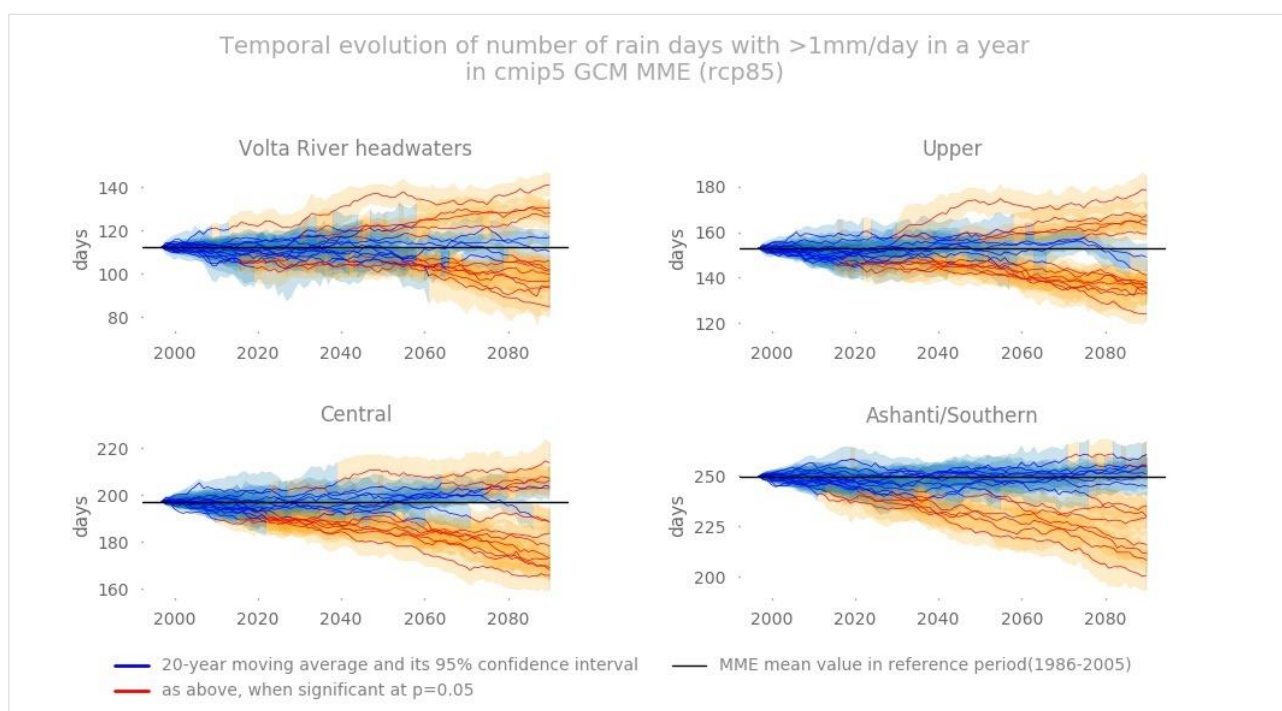 Temporal evolution of number of rain days with >1mm/day in a year
in cmip5 GCM MME (rcp85)
Volta River headwaters
140
120
100
80
days
2000 2020 2040 2060 2080
Upper
180
160
140
120
days
2000 2020 2040 2060 2080
Central
220
200
180
160
days
2000 2020 2040 2060 2080
Ashanti/Southern
250
225
200
days
2000 2020 2040 2060 2080
20-year moving average and its 95% confidence interval
as above, when significant at p=0.05
MME mean value in reference period(1986-2005)